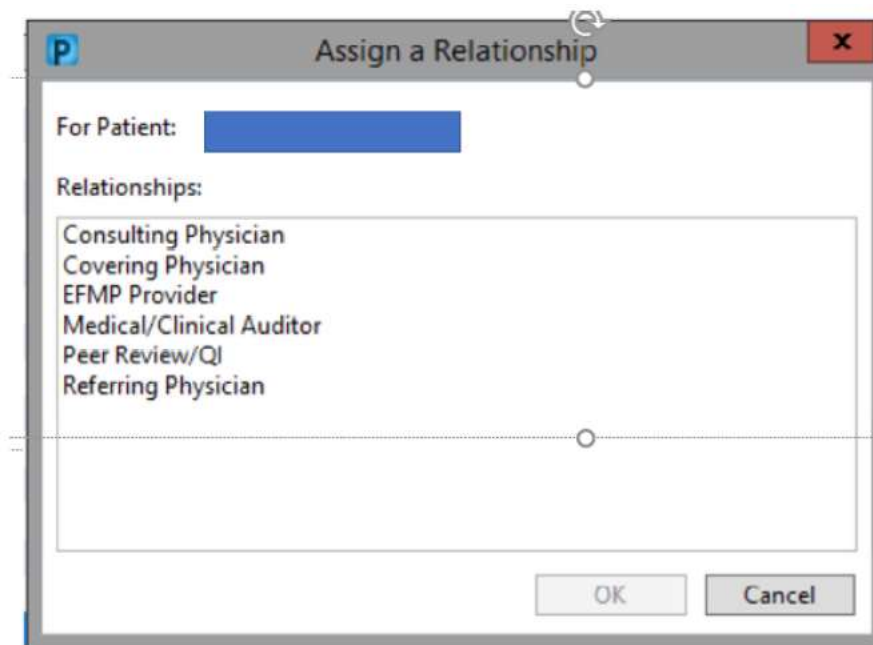 P
Assign a Relationship
x
For Patient:
Relationships:
Consulting Physician
Covering Physician
EFMP Provider
Medical/Clinical Auditor
Peer Review/QI
Referring Physician
OK
Cancel